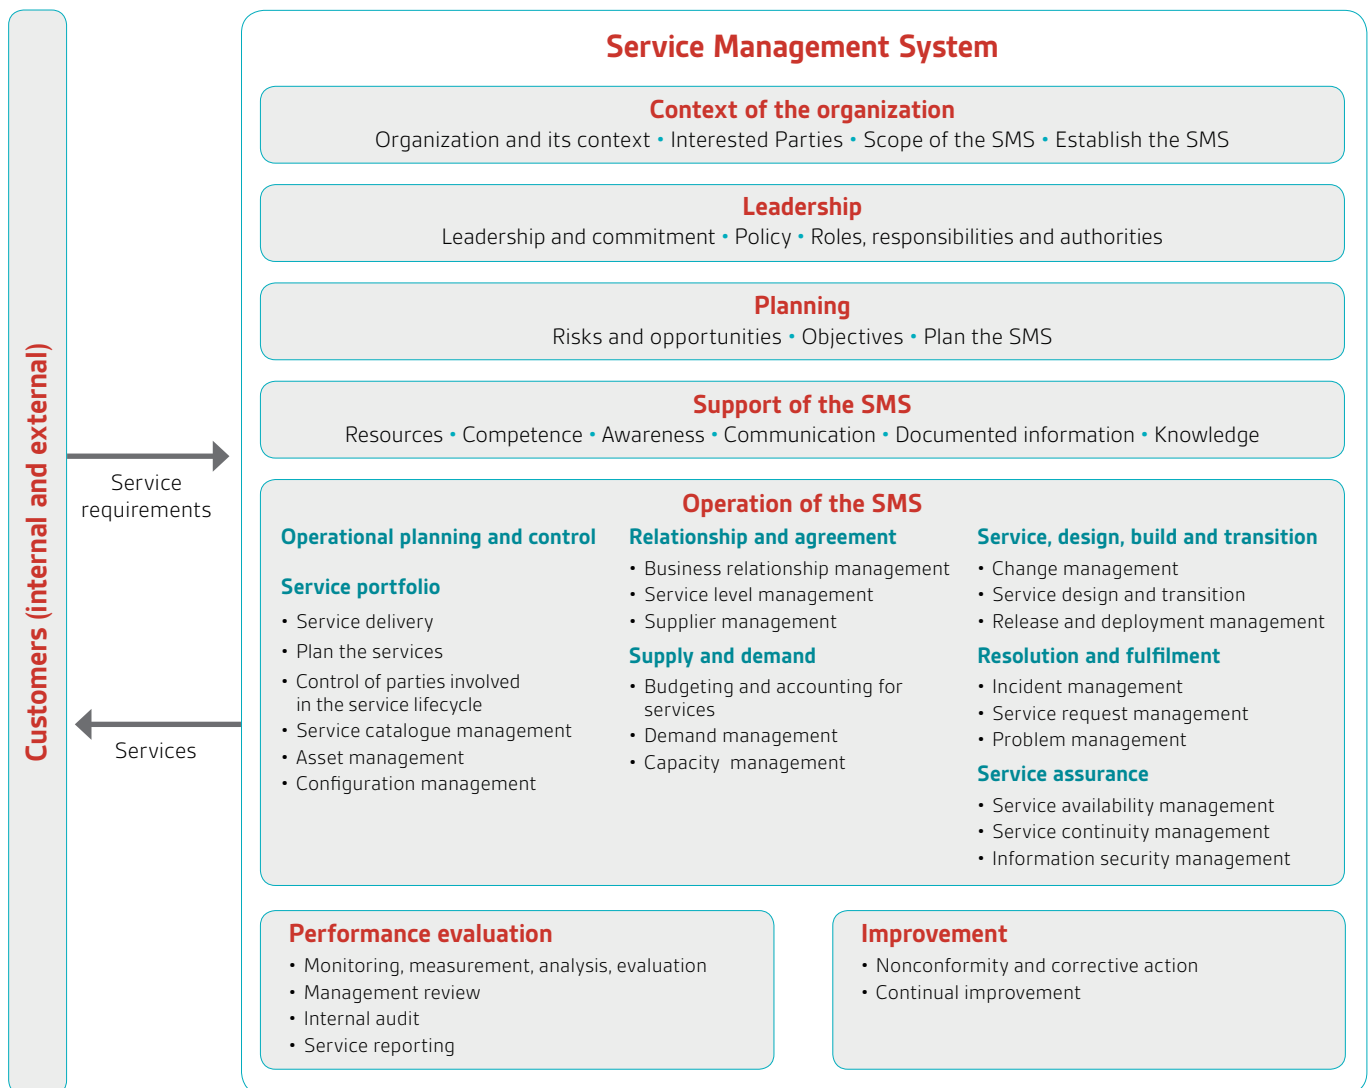 Customers (internal and external)
Service
requirements
Services
Service Management System
Context of the organization
Organization and its context • Interested Parties • Scope of the SMS • Establish the SMS
Leadership
Leadership and commitment • Policy • Roles, responsibilities and authorities
Planning
Risks and opportunities • Objectives • Plan the SMS
Support of the SMS
Resources • Competence • Awareness • Communication • Documented information • Knowledge
Operation of the SMS
Operational planning and control
Service portfolio
• Service delivery
• Plan the services
• Control of parties involved
in the service lifecycle
• Service catalogue management
• Asset management
• Configuration management
Relationship and agreement
• Business relationship management
• Service level management
• Supplier management
Supply and demand
• Budgeting and accounting for
services
• Demand management
• Capacity management
Service, design, build and transition
• Change management
• Service design and transition
• Release and deployment management
Resolution and fulfilment
• Incident management
• Service request management
• Problem management
Service assurance
• Service availability management
• Service continuity management
• Information security management
Performance evaluation
• Monitoring, measurement, analysis, evaluation
• Management review
• Internal audit
• Service reporting
Improvement
• Nonconformity and corrective action
• Continual improvement